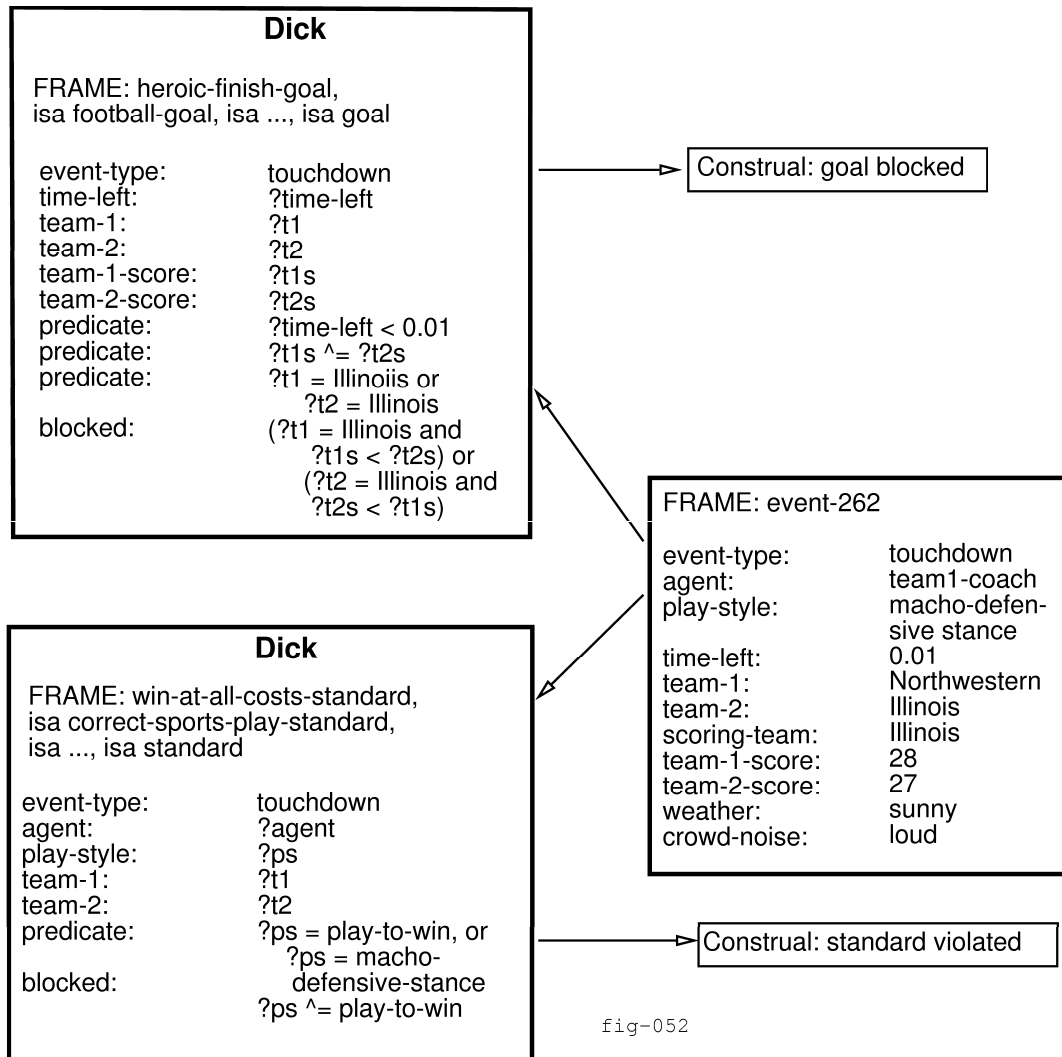 Dick
FRAME: heroic-finish-goal,
isa football-goal, isa ..., isa goal
event-type: touchdown
time-left: ?time-left
team-1: ?t1
team-2: ?t2
team-1-score: ?t1s
team-2-score: ?t2s
predicate: ?time-left < 0.01
predicate: ?t1s ^= ?t2s
predicate: ?t1 = Illinoiis or
?t2 = Illinois
blocked: (?t1 = Illinois and
?t1s < ?t2s) or
(?t2 = Illinois and
?t2s < ?t1s)
Construal: goal blocked
FRAME: event-262
event-type: touchdown
agent: team1-coach
play-style: macho-defen-
sive stance
time-left: 0.01
team-1: Northwestern
team-2: Illinois
scoring-team: Illinois
team-1-score: 28
team-2-score: 27
weather: sunny
crowd-noise: loud
Dick
FRAME: win-at-all-costs-standard,
isa correct-sports-play-standard,
isa ..., isa standard
event-type: touchdown
agent: ?agent
play-style: ?ps
team-1: ?t1
team-2: ?t2
predicate: ?ps = play-to-win, or
?ps = macho-
blocked: defensive-stance
?ps ^= play-to-win
Construal: standard violated
fig-052